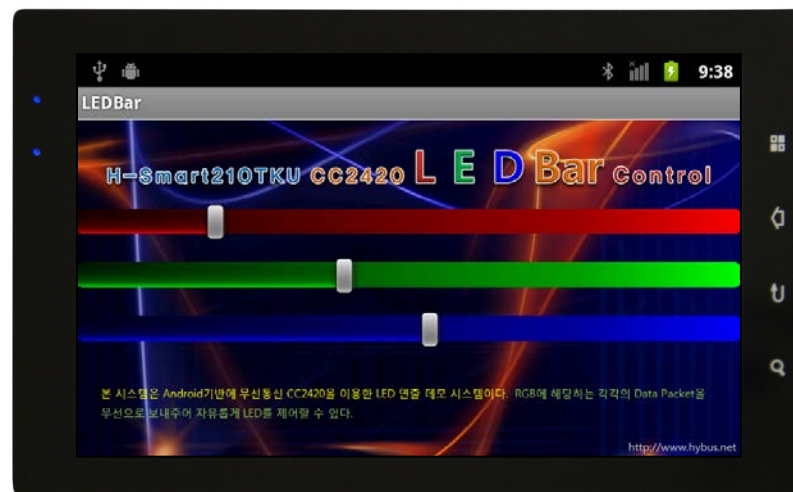 9:38
LEDBar
H-Smart210TKU CC2420 LED Bar Control
본 시스템은 Android기반에 무선통신 CC2420을 이용한 LED 연출 데모 시스템이다. RGB에 해당하는 각각의 Data Packet을
무선으로 보내주어 자유롭게 LED를 제어할 수 있다.
http://www.hybus.net